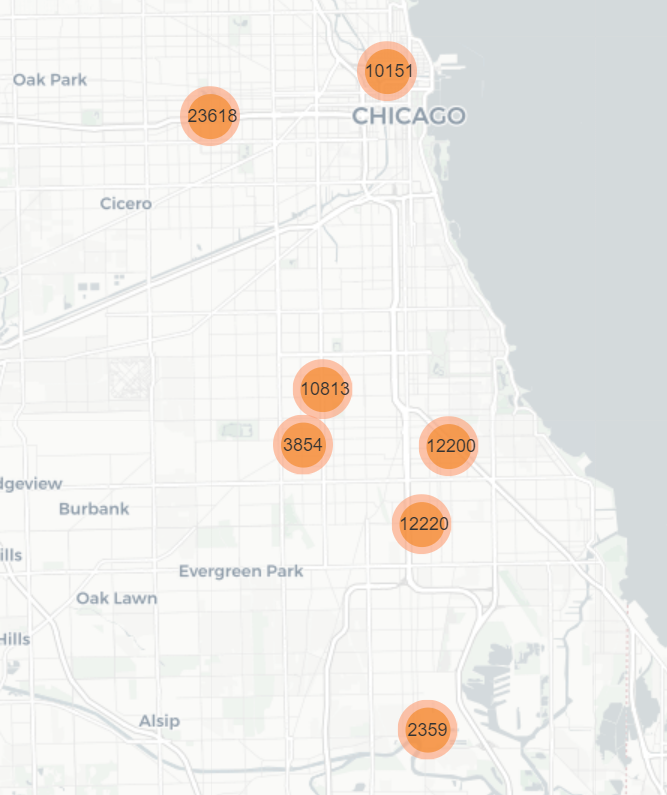 10151
Oak Park
23618
CHICAGO
Cicero
10813
3854
12200
dgeview
Burbank
12220
ills
Evergreen Park
Oak Lawn
Hills
Alsip
2359